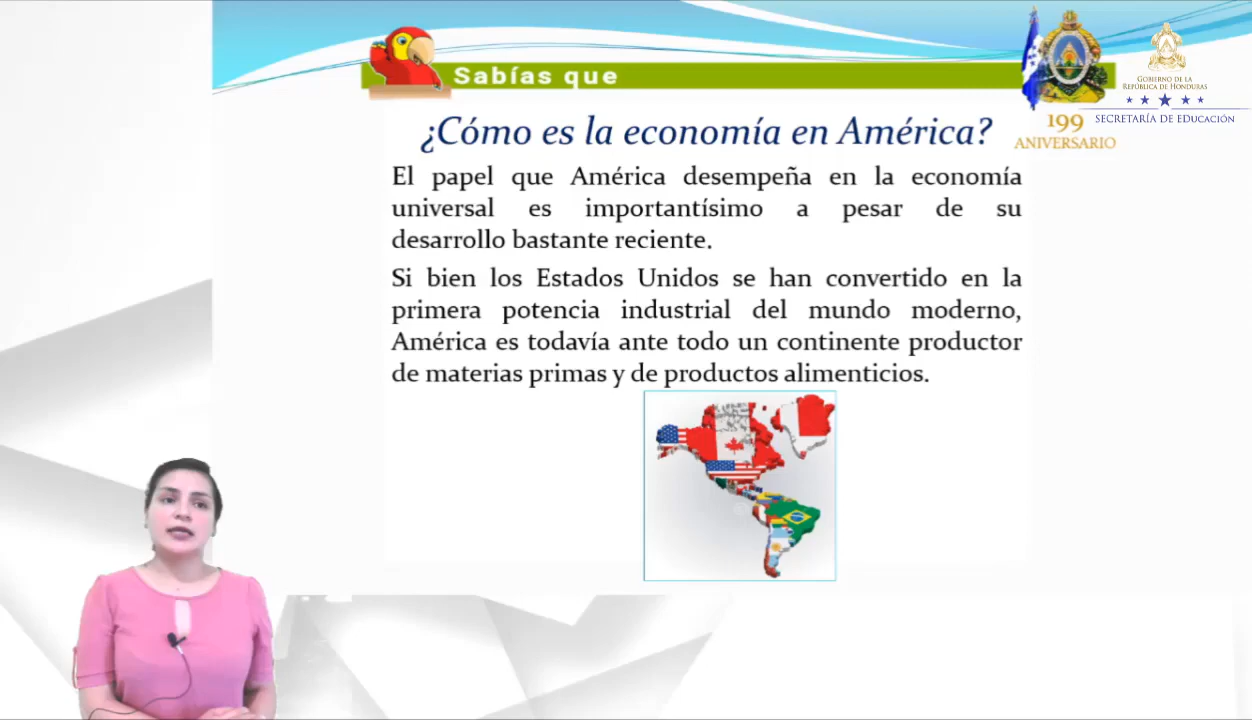 Sabías que
¿Cómo es la economía en América?
El papel que América desempeña en la economía
universal es importantísimo a pesar de su
desarrollo bastante reciente.
Si bien los Estados Unidos se han convertido en la
primera potencia industrial del mundo moderno,
América es todavía ante todo un continente productor
de materias primas y de productos alimenticios.
199
ANIVERSARIO
GOBIERNO DE LA
REPÚBLICA DE HONDURAS
SECRETARÍA DE EDUCACIÓN